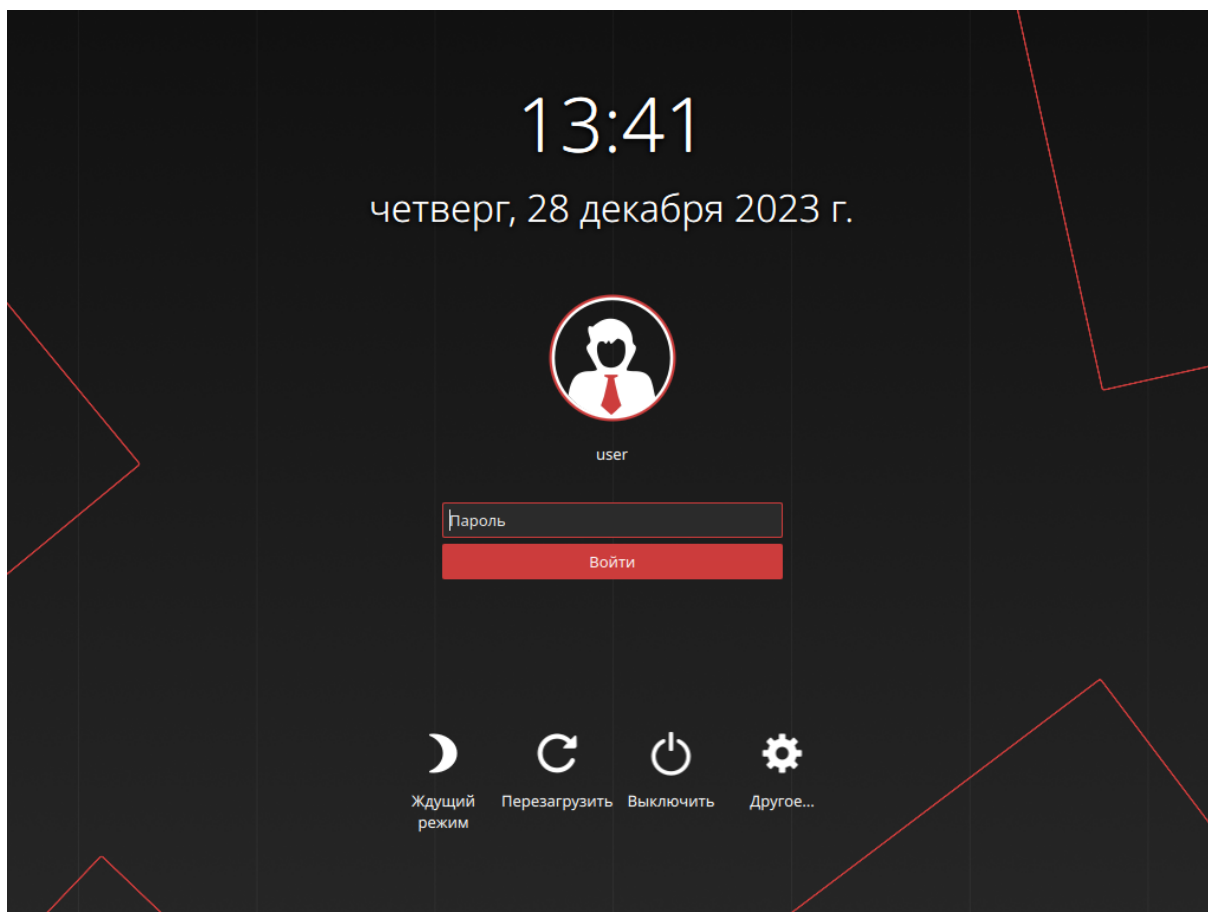 13:41
четверг, 28 декабря 2023 г.
user
Пароль
Войти
Ждущий
режим
Перезагрузить
Выключить
Другое...